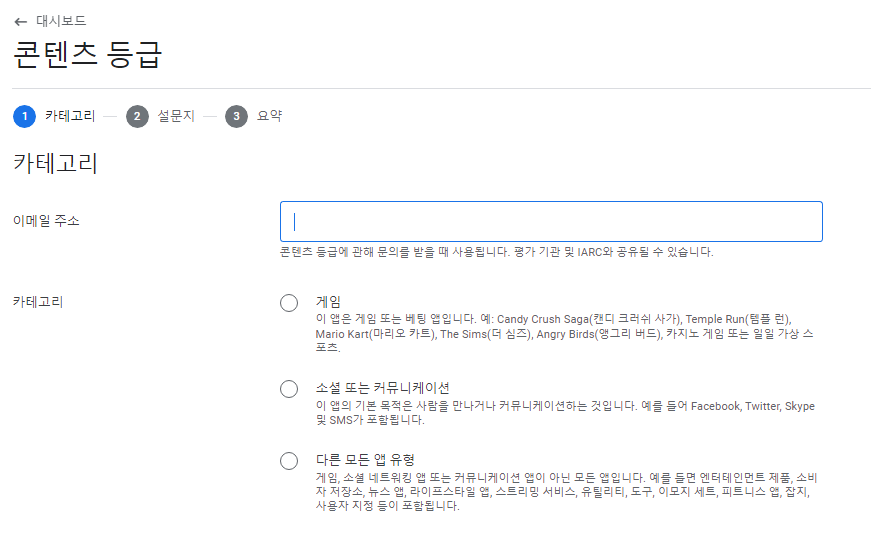 ← 대시보드
콘텐츠 등급
1 카테고리 — 2 설문지 — 3 요약
카테고리
이메일 주소
콘텐츠 등급에 관해 문의를 받을 때 사용됩니다. 평가 기관 및 IARC와 공유될 수 있습니다.
카테고리
게임
이 앱은 게임 또는 베팅 앱입니다. 예: Candy Crush Saga(캔디 크러쉬 사가), Temple Run(템플 런),
Mario Kart(마리오 카트), The Sims(더 심즈), Angry Birds(앵그리 버드), 카지노 게임 또는 일일 가상 스
포츠.
소셜 또는 커뮤니케이션
이 앱의 기본 목적은 사람을 만나거나 커뮤니케이션하는 것입니다. 예를 들어 Facebook, Twitter, Skype
및 SMS가 포함됩니다.
다른 모든 앱 유형
게임, 소셜 네트워킹 앱 또는 커뮤니케이션 앱이 아닌 모든 앱입니다. 예를 들면 엔터테인먼트 제품, 소비
자 저장소, 뉴스 앱, 라이프스타일 앱, 스트리밍 서비스, 유틸리티, 도구, 이모지 세트, 피트니스 앱, 잡지,
사용자 지정 등이 포함됩니다.